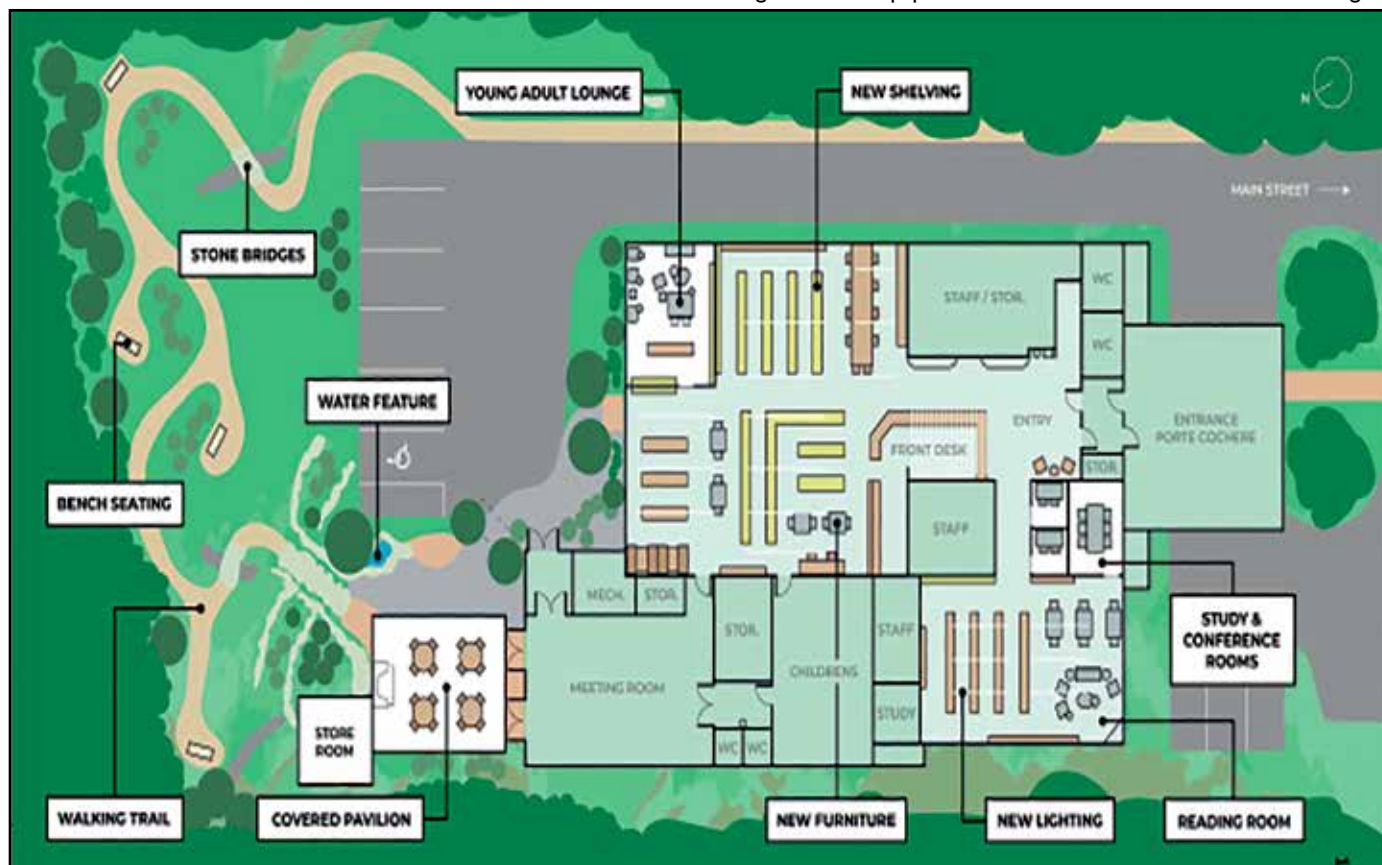 YOUNG ADULT LOUNGE
NEW SHELVING
N
MAIN STREET
STONE BRIDGES
STAFF / STOR.
WC
WC
WATER FEATURE
ENTRY
ENTRANCE
PORTE COCHERE
FRONT DESK
STOR.
BENCH SEATING
STAFF
MECH.
STOR.
STOR.
STAFF
STUDY &
CONFERENCE
ROOMS
MEETING ROOM
CHILDRENS
STUDY
STORE
ROOM
WC
WC
WALKING TRAIL
COVERED PAVILION
NEW FURNITURE
NEW LIGHTING
READING ROOM